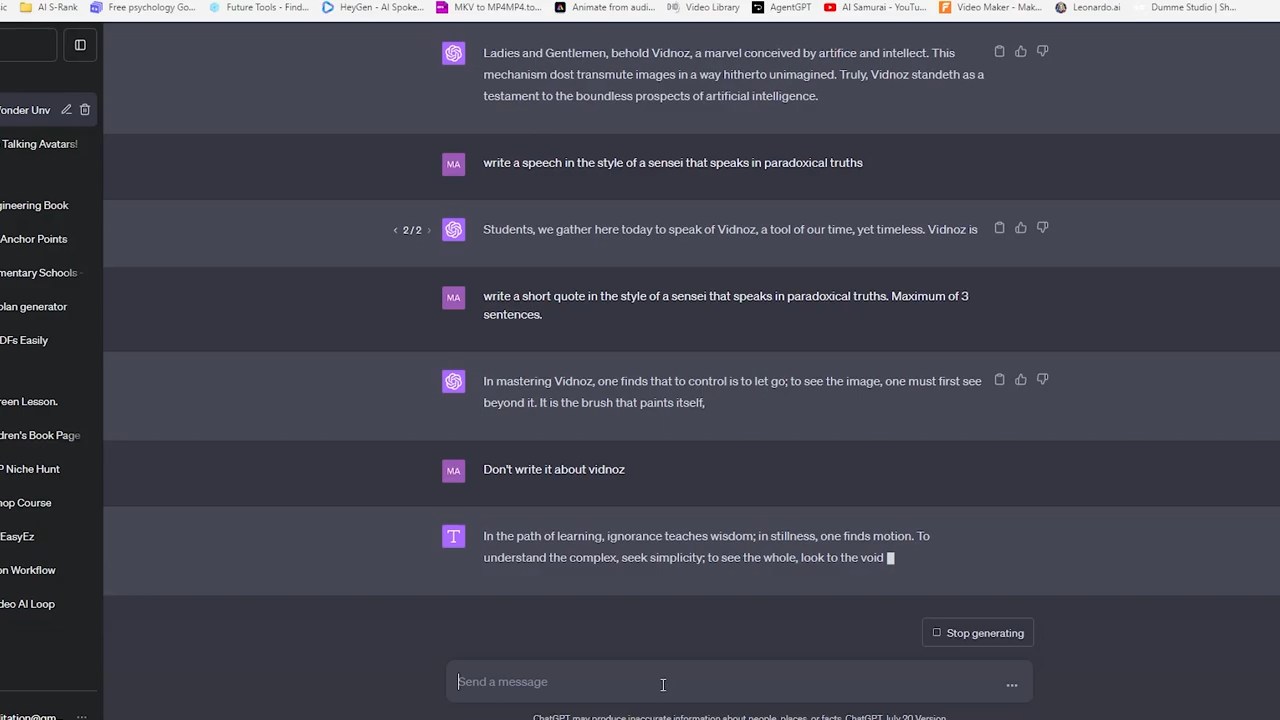 ic
AI S-Rank
Free psychology Go...
Future Tools - Find...
HeyGen - AI Spoke...
MKV to MP4MP4.to...
Animate from audi...
Video Library
AgentGPT
AI Samurai - YouTu...
Video Maker - Mak...
Leonardo.ai
Dumme Studio | Sh...
Ladies and Gentlemen, behold Vidnoz, a marvel conceived by artifice and intellect. This
mechanism dost transmute images in a way hitherto unimagined. Truly, Vidnoz standeth as a
testament to the boundless prospects of artificial intelligence.
onder Unv
Talking Avatars!
MA
write a speech in the style of a sensei that speaks in paradoxical truths
gineering Book
< 2/2 >
Students, we gather here today to speak of Vidnoz, a tool of our time, yet timeless. Vidnoz is
Anchor Points
mentary Schools -
MA
write a short quote in the style of a sensei that speaks in paradoxical truths. Maximum of 3
sentences.
plan generator
DFs Easily
In mastering Vidnoz, one finds that to control is to let go; to see the image, one must first see
beyond it. It is the brush that paints itself,
reen Lesson.
dren's Book Page
P Niche Hunt
MA
Don't write it about vidnoz
hop Course
EasyEz
T
In the path of learning, ignorance teaches wisdom; in stillness, one finds motion. To
understand the complex, seek simplicity; to see the whole, look to the void
on Workflow
deo AI Loop
Stop generating
Send a message
...
ChatGPT may produce inaccurate information about people, places, or facts. ChatGPT July 20 Version
litation@gm
...